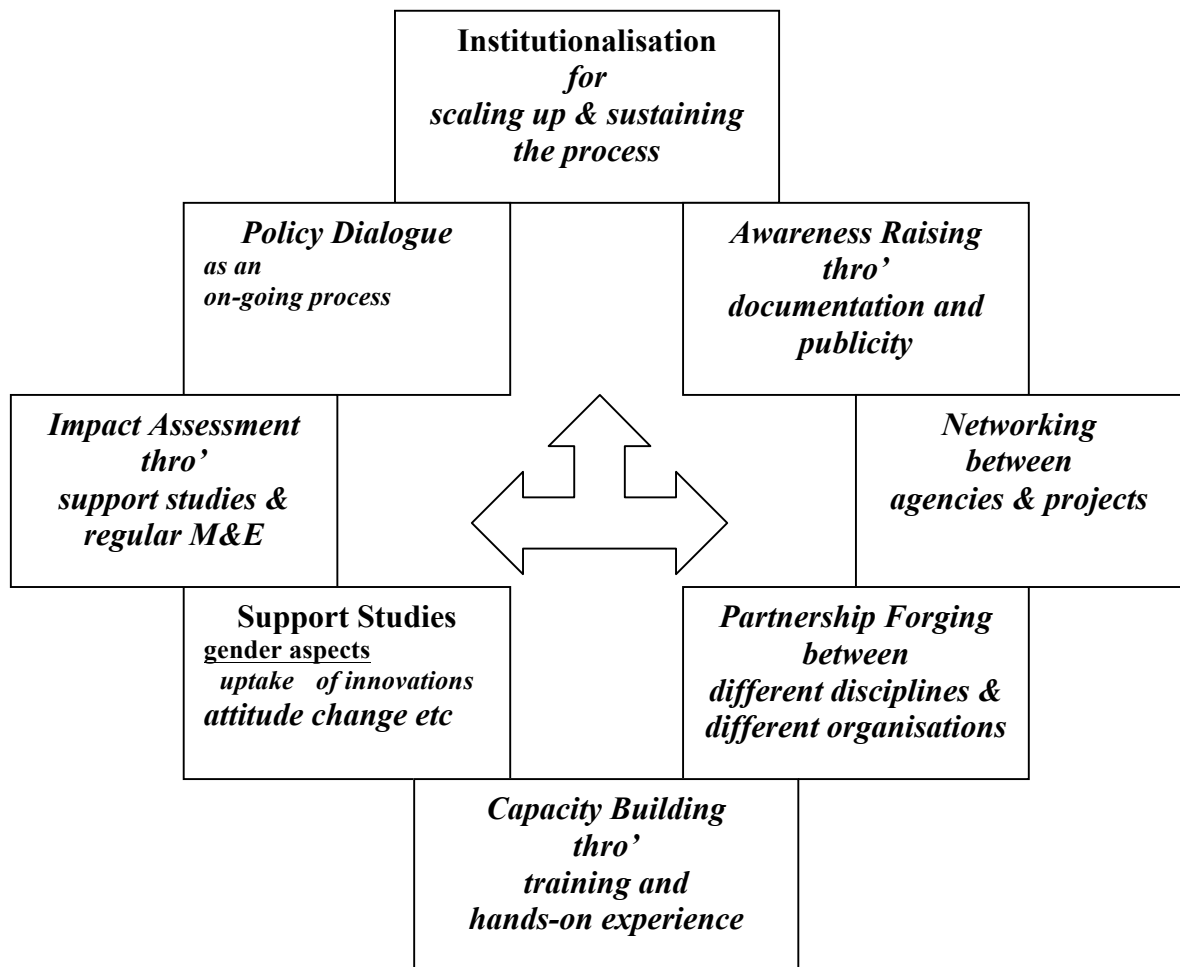 Institutionalisation
for
scaling up & sustaining
the process
Policy Dialogue
as an
on-going process
Awareness Raising
thro’
documentation and
publicity
Impact Assessment
thro’
support studies &
regular M&E
Networking
between
agencies & projects
Support Studies
gender aspects
uptake of innovations
attitude change etc
Partnership Forging
between
different disciplines &
different organisations
Capacity Building
thro’
training and
hands-on experience